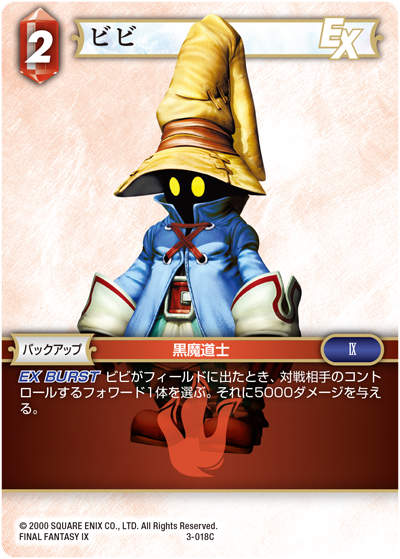 2
ビビ
EX
バックアップ
黒魔道士
Ⅸ
EX BURST ビビがフィールドに出たとき、対戦相手のコント
ロールするフォワード1体を選ぶ。それに5000ダメージを与え
る。
© 2000 SQUARE ENIX CO., LTD. All Rights Reserved.
FINAL FANTASY IX
3-018C